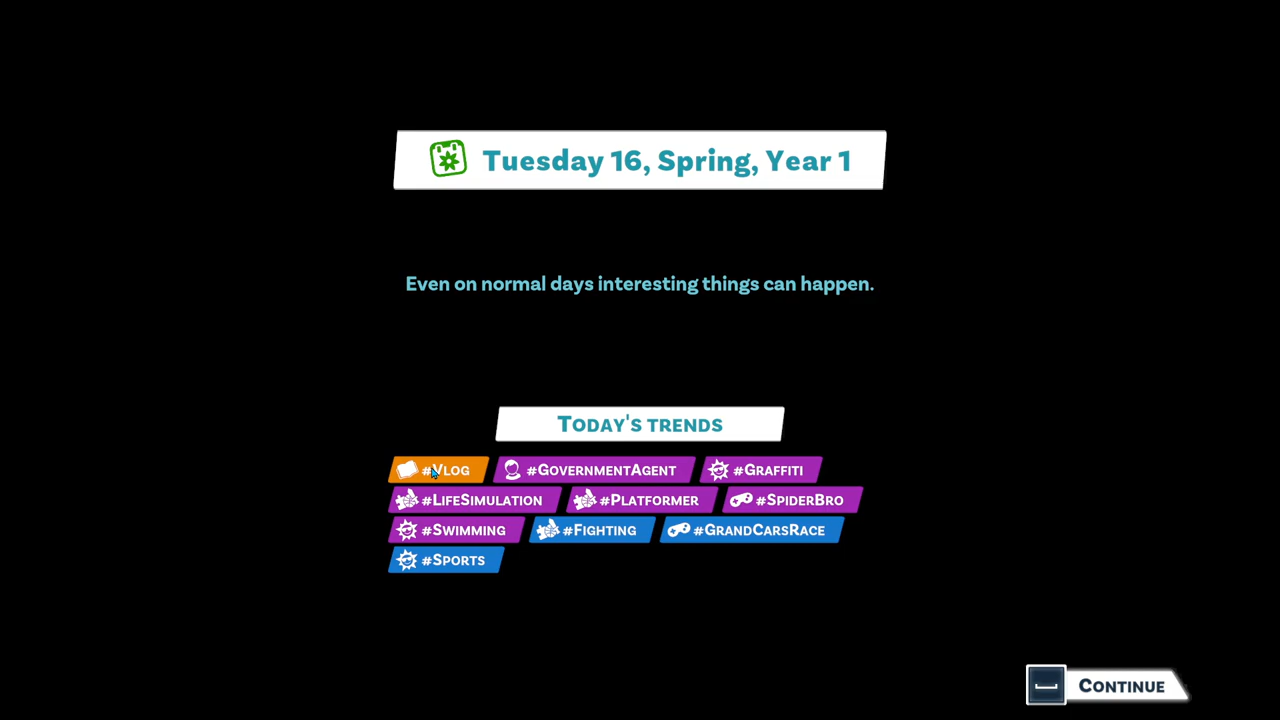 Tuesday 16, Spring, Year 1
Even on normal days interesting things can happen.
Today's trends
#Vlog #GovernmentAgent #Graffiti
#LifeSimulation #Platformer #SpiderBro
#Swimming #Fighting #GrandCarsRace
#Sports
Continue